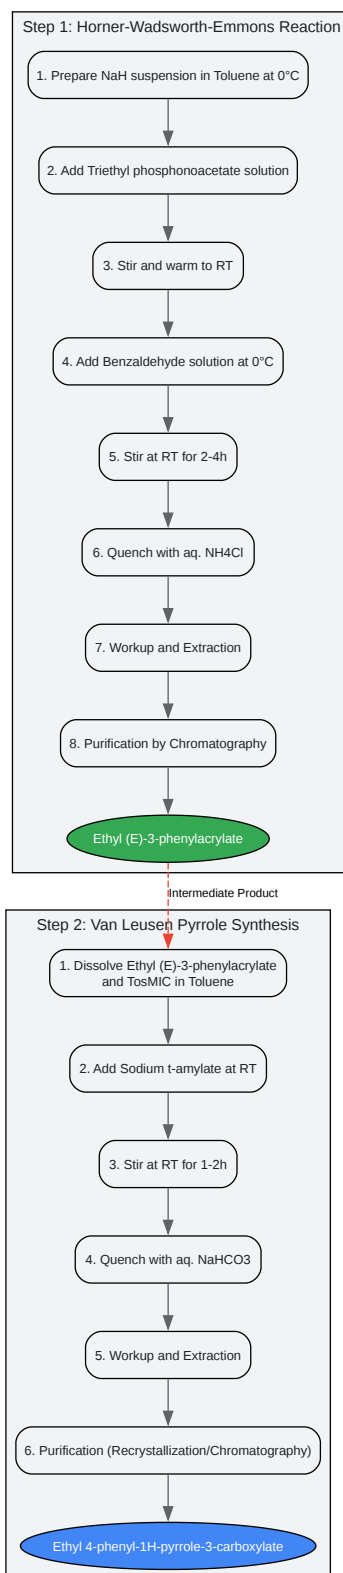 Step 1: Horner-Wadsworth-Emmons Reaction
1. Prepare NaH suspension in Toluene at 0°C
2. Add Triethyl phosphonoacetate solution
3. Stir and warm to RT
4. Add Benzaldehyde solution at 0°C
5. Stir at RT for 2-4h
6. Quench with aq. NH4Cl
7. Workup and Extraction
8. Purification by Chromatography
Ethyl (E)-3-phenylacrylate
Intermediate Product
Step 2: Van Leusen Pyrrole Synthesis
1. Dissolve Ethyl (E)-3-phenylacrylate
and TosMIC in Toluene
2. Add Sodium t-amylate at RT
3. Stir at RT for 1-2h
4. Quench with aq. NaHCO3
5. Workup and Extraction
6. Purification (Recrystallization/Chromatography)
Ethyl 4-phenyl-1H-pyrrole-3-carboxylate